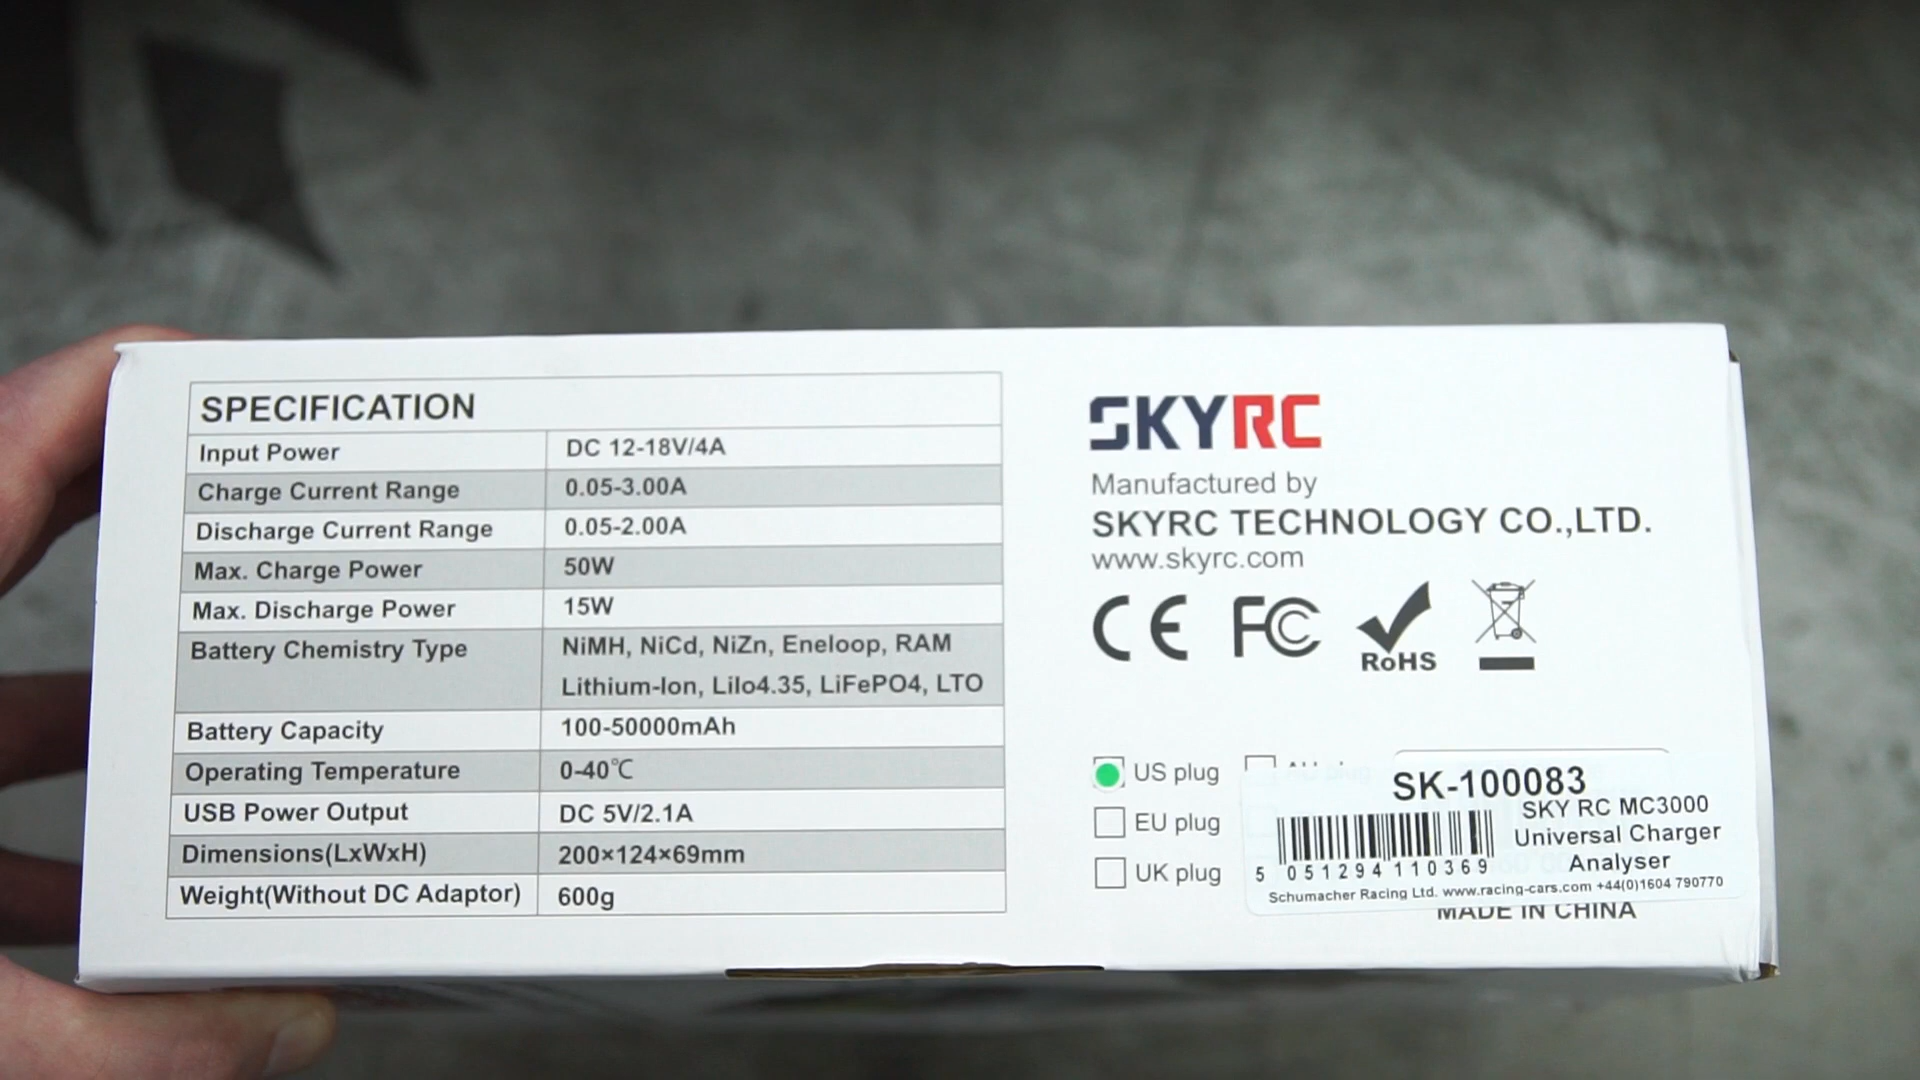 SPECIFICATION
Input Power DC 12-18V/4A
Charge Current Range 0.05-3.00A
Discharge Current Range 0.05-2.00A
Max. Charge Power 50W
Max. Discharge Power 15W
Battery Chemistry Type NiMH, NiCd, NiZn, Eneloop, RAM
Lithium-Ion, LiIo4.35, LiFePO4, LTO
Battery Capacity 100-50000mAh
Operating Temperature 0-40℃
USB Power Output DC 5V/2.1A
Dimensions(LxWxH) 200×124×69mm
Weight(Without DC Adaptor) 600g
SKYRC
Manufactured by
SKYRC TECHNOLOGY CO.,LTD.
www.skyrc.com
CE FC RoHS
US plug
EU plug
UK plug
SK-100083
SKY RC MC3000
Universal Charger
Analyser
5 051294 110369
Schumacher Racing Ltd. www.racing-cars.com +44(0)1604 790770
MADE IN CHINA